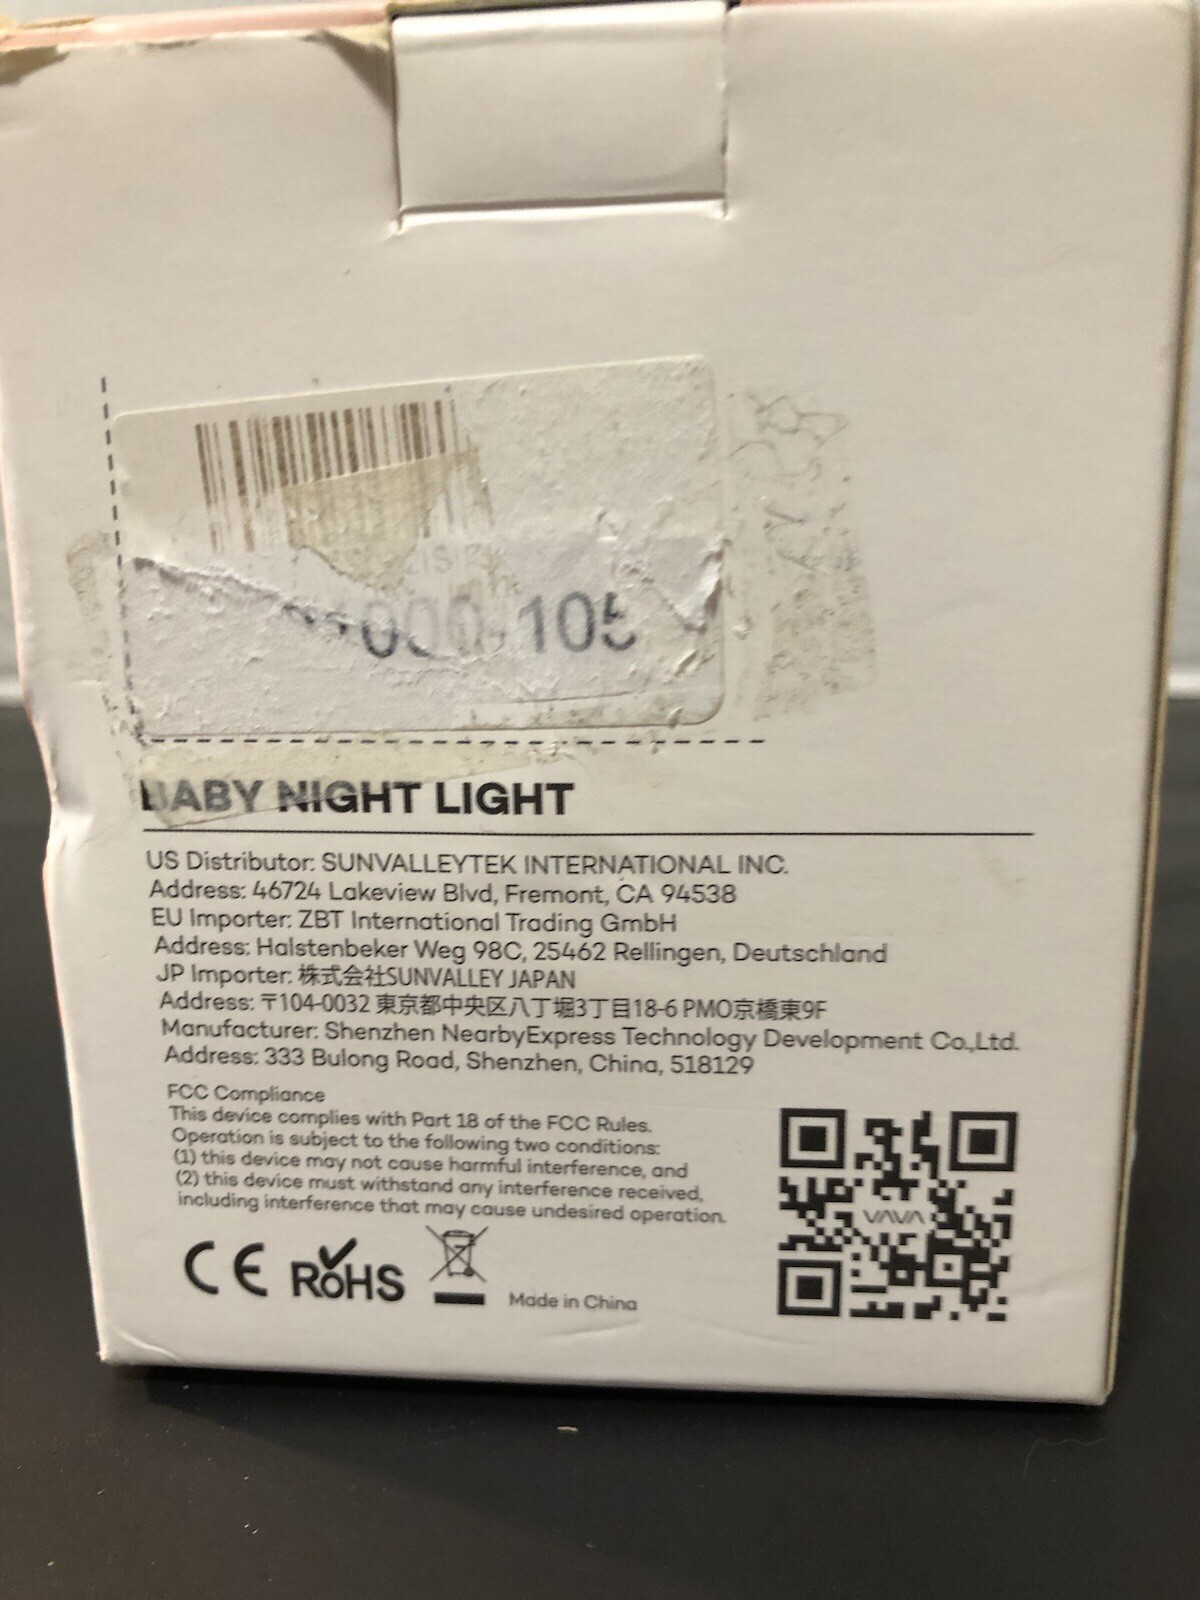 105
BABY NIGHT LIGHT
US Distributor: SUNVALLEYTEK INTERNATIONAL INC.
Address: 46724 Lakeview Blvd, Fremont, CA 94538
EU Importer: ZBT International Trading GmbH
Address: Halstenbeker Weg 98C, 25462 Rellingen, Deutschland
JP Importer: 株式会社SUNVALLEY JAPAN
Address: 〒104-0032 東京都中央区八丁堀3丁目18-6 PMO京橋東9F
Manufacturer: Shenzhen NearbyExpress Technology Development Co.,Ltd.
Address: 333 Bulong Road, Shenzhen, China, 518129
FCC Compliance
This device complies with Part 18 of the FCC Rules.
Operation is subject to the following two conditions:
(1) this device may not cause harmful interference, and
(2) this device must withstand any interference received,
including interference that may cause undesired operation.
VAVA
CE RoHS Made in China